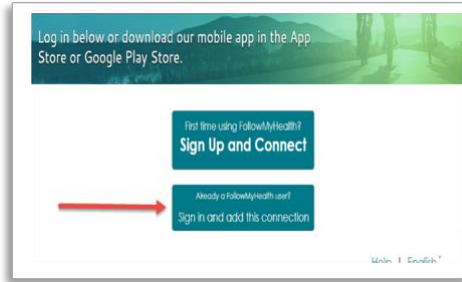 Log in below or download our mobile app in the App
Store or Google Play Store.
First time using FollowMyHealth?
Sign Up and Connect
Already a FollowMyHealth user?
Sign in and add this connection
Help | English